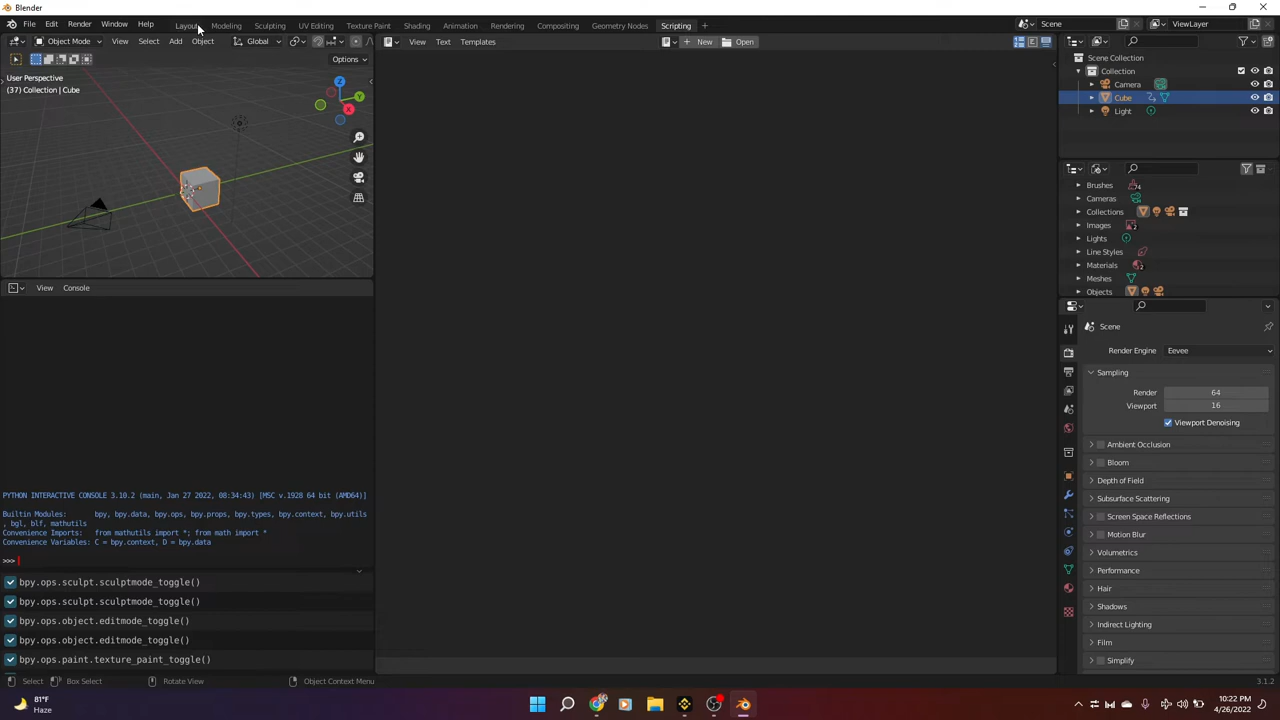 Blender
File Edit Render Window Help Layout Modeling Sculpting UV Editing Texture Paint Shading Animation Rendering Compositing Geometry Nodes Scripting + Scene ViewLayer
Object Mode View Select Add Object Global
View Text Templates + New Open
Options
User Perspective
(37) Collection | Cube
Z
Y
X
Scene Collection
Collection
Camera
Cube
Light
Brushes 74
Cameras
Collections
Images 2
Lights
Line Styles
Materials 2
Meshes
Objects
View Console
Scene
Render Engine Eevee
Sampling
Render 64
Viewport 16
Viewport Denoising
Ambient Occlusion
Bloom
Depth of Field
Subsurface Scattering
Screen Space Reflections
Motion Blur
Volumetrics
Performance
Hair
Shadows
Indirect Lighting
Film
Simplify
PYTHON INTERACTIVE CONSOLE 3.10.2 (main, Jan 27 2022, 08:34:43) [MSC v.1928 64 bit (AMD64)]
Builtin Modules: bpy, bpy.data, bpy.ops, bpy.props, bpy.types, bpy.context, bpy.utils
, bgl, blf, mathutils
Convenience Imports: from mathutils import *; from math import *
Convenience Variables: C = bpy.context, D = bpy.data
>>>
bpy.ops.sculpt.sculptmode_toggle()
bpy.ops.sculpt.sculptmode_toggle()
bpy.ops.object.editmode_toggle()
bpy.ops.object.editmode_toggle()
bpy.ops.paint.texture_paint_toggle()
Select Box Select Rotate View Object Context Menu 3.1.2
81°F
Haze
10:22 PM
4/26/2022